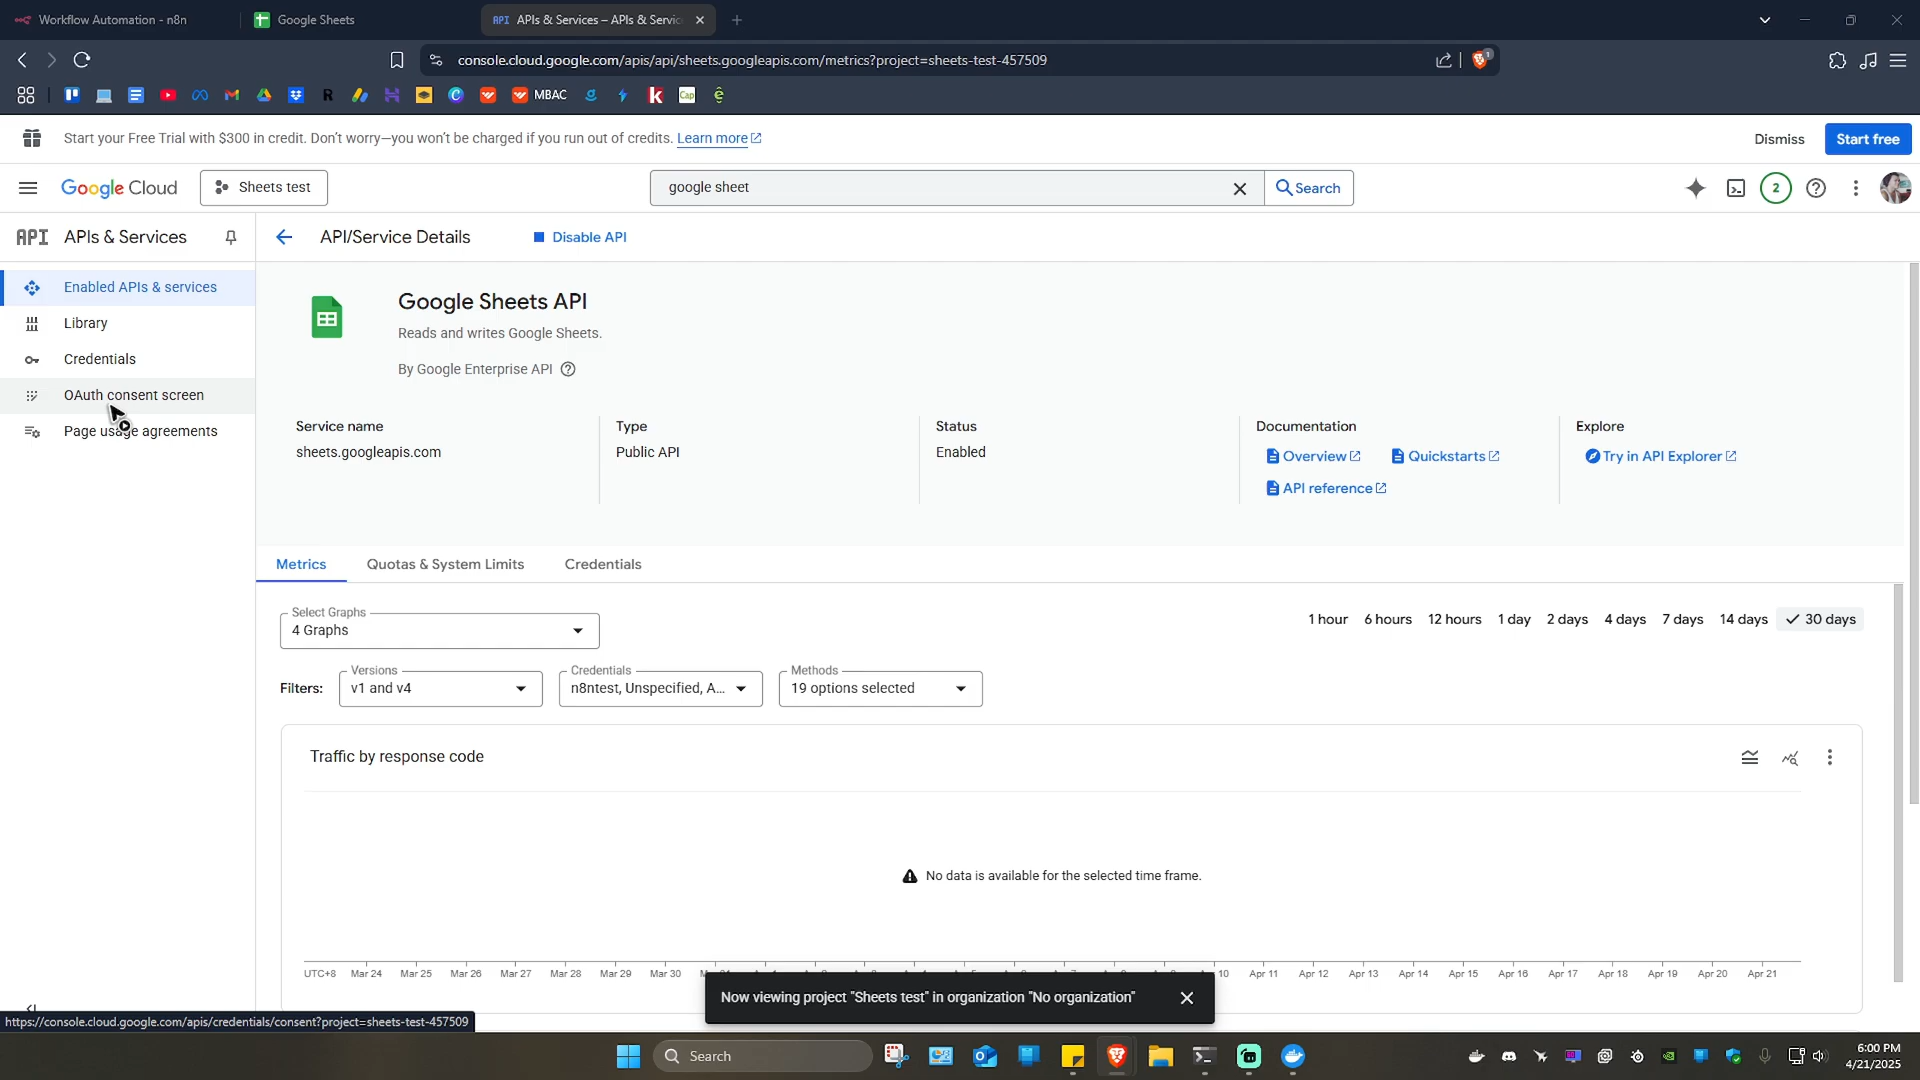 Workflow Automation - n8n
Google Sheets
API APIs & Services – APIs & Servic
console.cloud.google.com/apis/api/sheets.googleapis.com/metrics?project=sheets-test-457509
1
MBAC
Cap
Start your Free Trial with $300 in credit. Don't worry—you won't be charged if you run out of credits. Learn more
Dismiss
Start free
Google Cloud
Sheets test
google sheet
Search
2
API APIs & Services
API/Service Details
Disable API
Enabled APIs & services
Library
Credentials
OAuth consent screen
Page usage agreements
Google Sheets API
Reads and writes Google Sheets.
By Google Enterprise API
Service name
sheets.googleapis.com
Type
Public API
Status
Enabled
Documentation
Overview
Quickstarts
API reference
Explore
Try in API Explorer
Metrics
Quotas & System Limits
Credentials
Select Graphs
4 Graphs
1 hour 6 hours 12 hours 1 day 2 days 4 days 7 days 14 days 30 days
Filters:
Versions
v1 and v4
Credentials
n8ntest, Unspecified, A...
Methods
19 options selected
Traffic by response code
No data is available for the selected time frame.
UTC+8 Mar 24 Mar 25 Mar 26 Mar 27 Mar 28 Mar 29 Mar 30 10 Apr 11 Apr 12 Apr 13 Apr 14 Apr 15 Apr 16 Apr 17 Apr 18 Apr 19 Apr 20 Apr 21
Now viewing project "Sheets test" in organization "No organization"
https://console.cloud.google.com/apis/credentials/consent?project=sheets-test-457509
Search
6:00 PM
4/21/2025